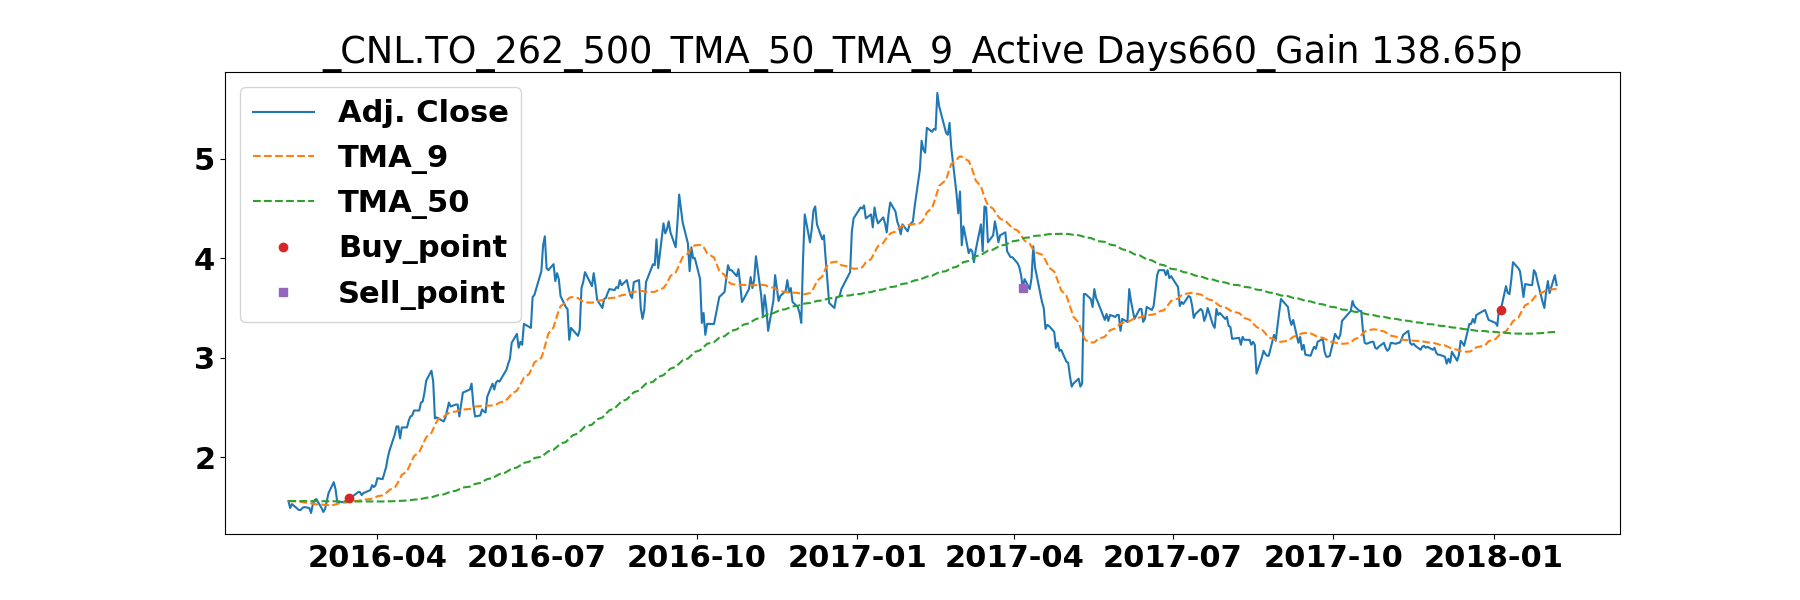 _CNL.TO_262_500_TMA_50_TMA_9_Active Days660_Gain 138.65p
Adj. Close
TMA_9
TMA_50
Buy_point
Sell_point
5
4
3
2
2016-04 2016-07 2016-10 2017-01 2017-04 2017-07 2017-10 2018-01